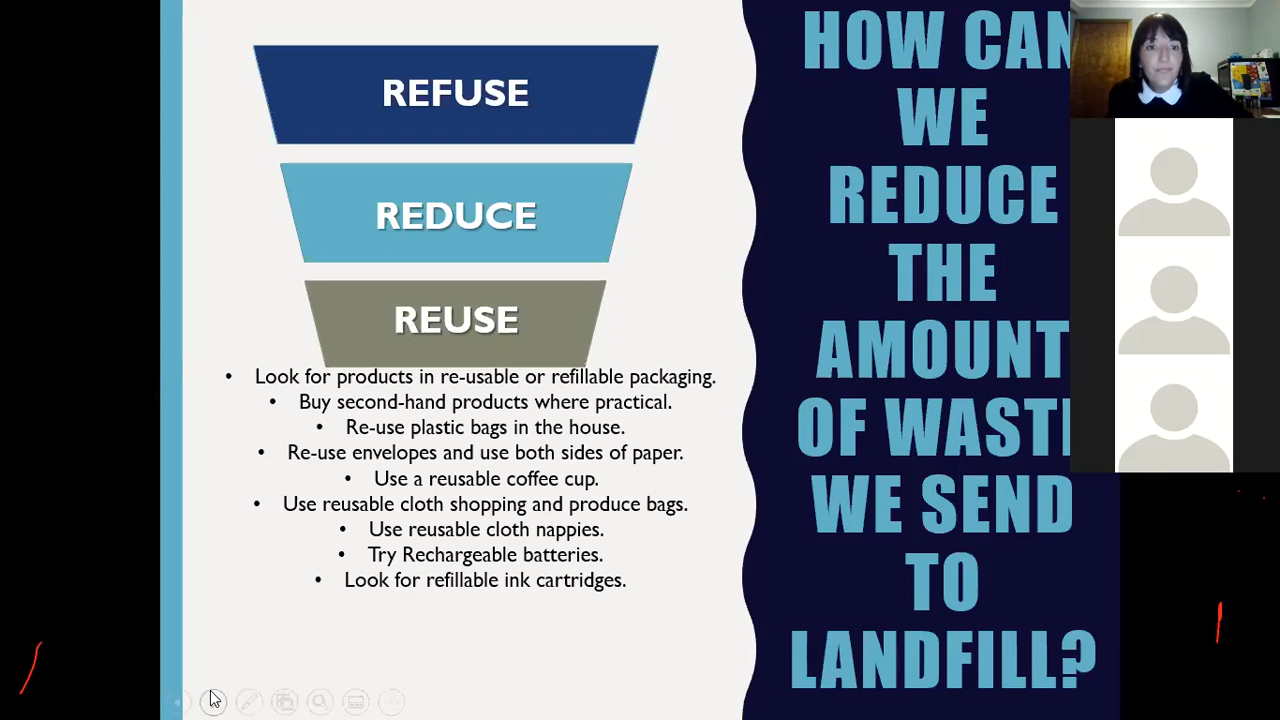 REFUSE
REDUCE
REUSE
• Look for products in re-usable or refillable packaging.
• Buy second-hand products where practical.
• Re-use plastic bags in the house.
• Re-use envelopes and use both sides of paper.
• Use a reusable coffee cup.
• Use reusable cloth shopping and produce bags.
• Use reusable cloth nappies.
• Try Rechargeable batteries.
• Look for refillable ink cartridges.
HOW CAN
WE
REDUCE
THE
AMOUNT
OF WASTE
WE SEND
TO
LANDFILL?